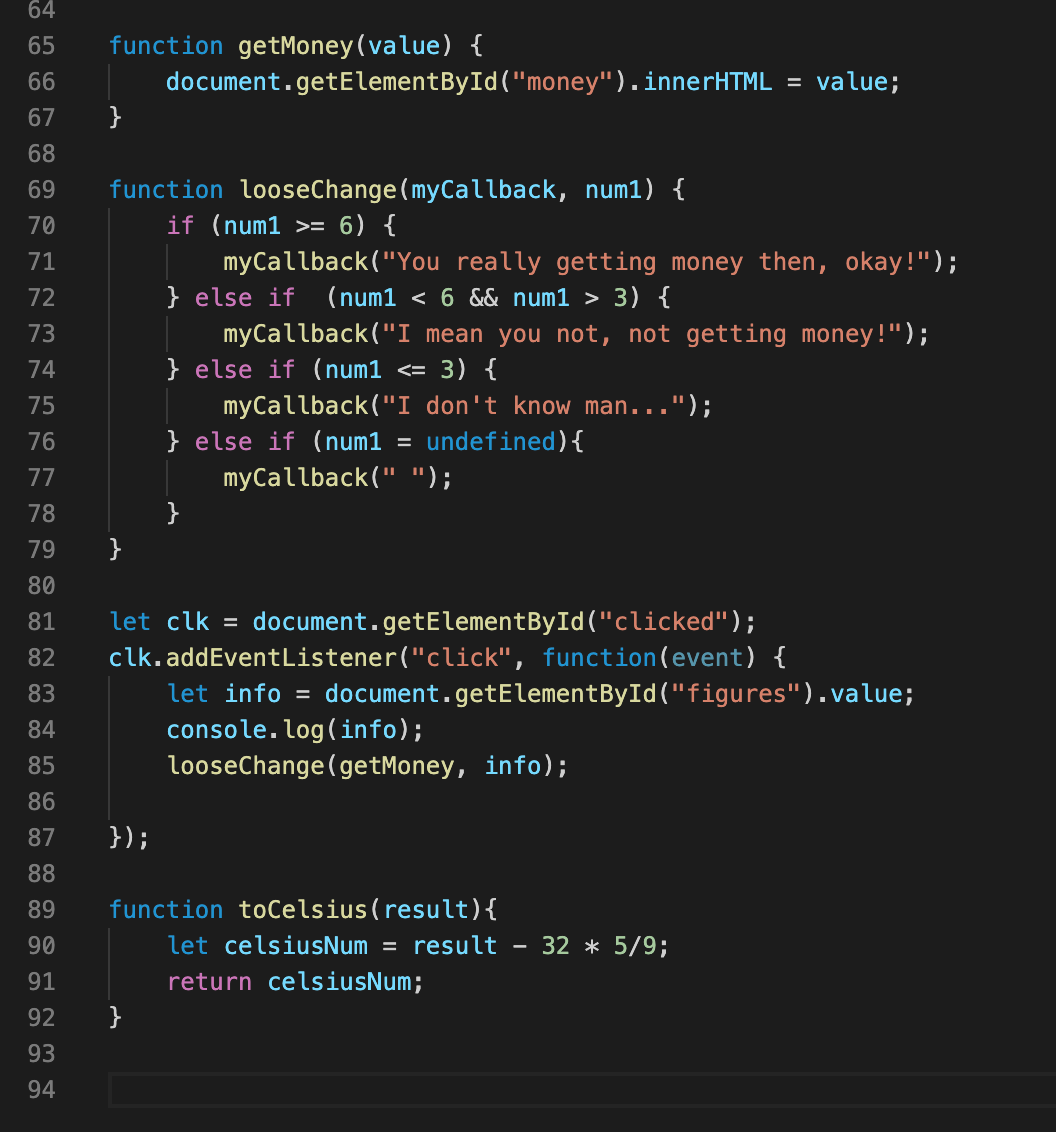 64
65 function getMoney(value) {
66     document.getElementById("money").innerHTML = value;
67 }
68
69 function looseChange(myCallback, num1) {
70     if (num1 >= 6) {
71         myCallback("You really getting money then, okay!");
72     } else if  (num1 < 6 && num1 > 3) {
73         myCallback("I mean you not, not getting money!");
74     } else if (num1 <= 3) {
75         myCallback("I don't know man...");
76     } else if (num1 = undefined){
77         myCallback(" ");
78     }
79 }
80
81 let clk = document.getElementById("clicked");
82 clk.addEventListener("click", function(event) {
83     let info = document.getElementById("figures").value;
84     console.log(info);
85     looseChange(getMoney, info);
86
87 });
88
89 function toCelsius(result){
90     let celsiusNum = result - 32 * 5/9;
91     return celsiusNum;
92 }
93
94